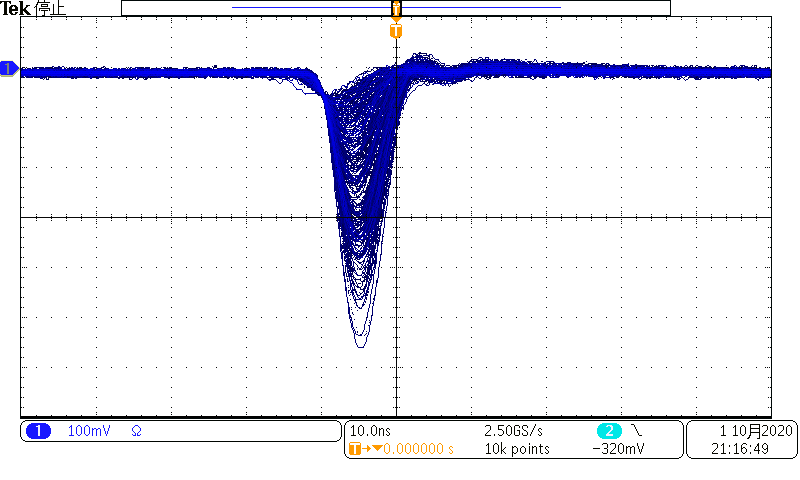 Tek 停止
T
T
1
1 100mV Ω
10.0ns 2.50GS/s 2
T→▼0.000000 s 10k points −320mV
1 10月2020
21:16:49